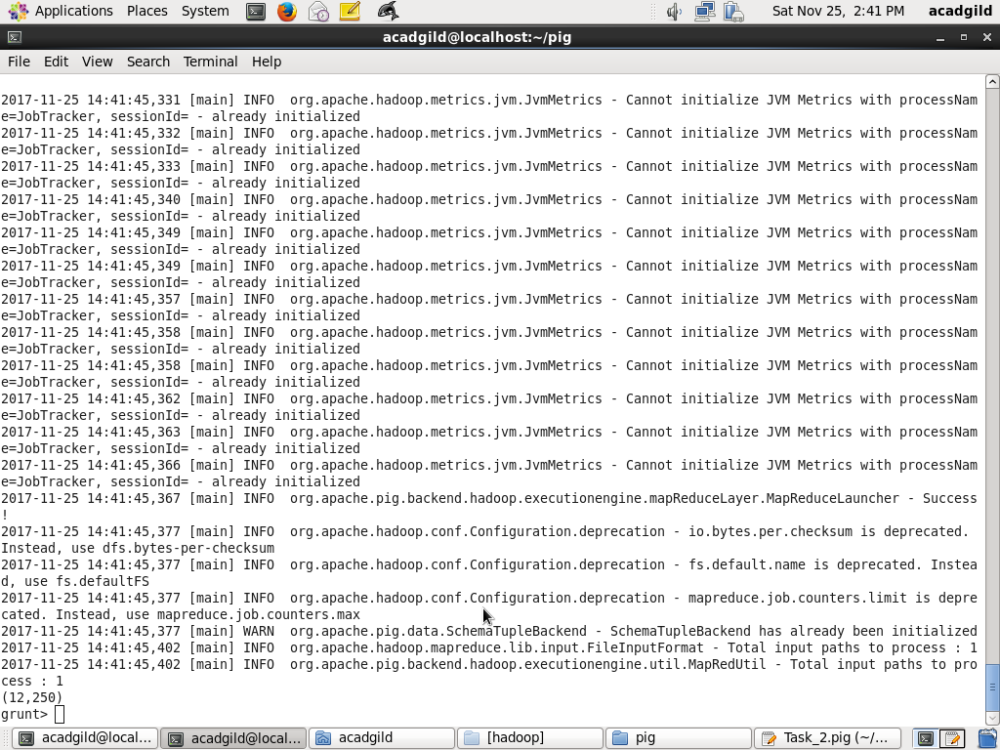 Applications Places System Sat Nov 25, 2:41 PM acadgild
acadgild@localhost:~/pig
File Edit View Search Terminal Help
2017-11-25 14:41:45,331 [main] INFO  org.apache.hadoop.metrics.jvm.JvmMetrics - Cannot initialize JVM Metrics with processNam
e=JobTracker, sessionId= - already initialized
2017-11-25 14:41:45,332 [main] INFO  org.apache.hadoop.metrics.jvm.JvmMetrics - Cannot initialize JVM Metrics with processNam
e=JobTracker, sessionId= - already initialized
2017-11-25 14:41:45,333 [main] INFO  org.apache.hadoop.metrics.jvm.JvmMetrics - Cannot initialize JVM Metrics with processNam
e=JobTracker, sessionId= - already initialized
2017-11-25 14:41:45,340 [main] INFO  org.apache.hadoop.metrics.jvm.JvmMetrics - Cannot initialize JVM Metrics with processNam
e=JobTracker, sessionId= - already initialized
2017-11-25 14:41:45,349 [main] INFO  org.apache.hadoop.metrics.jvm.JvmMetrics - Cannot initialize JVM Metrics with processNam
e=JobTracker, sessionId= - already initialized
2017-11-25 14:41:45,349 [main] INFO  org.apache.hadoop.metrics.jvm.JvmMetrics - Cannot initialize JVM Metrics with processNam
e=JobTracker, sessionId= - already initialized
2017-11-25 14:41:45,357 [main] INFO  org.apache.hadoop.metrics.jvm.JvmMetrics - Cannot initialize JVM Metrics with processNam
e=JobTracker, sessionId= - already initialized
2017-11-25 14:41:45,358 [main] INFO  org.apache.hadoop.metrics.jvm.JvmMetrics - Cannot initialize JVM Metrics with processNam
e=JobTracker, sessionId= - already initialized
2017-11-25 14:41:45,358 [main] INFO  org.apache.hadoop.metrics.jvm.JvmMetrics - Cannot initialize JVM Metrics with processNam
e=JobTracker, sessionId= - already initialized
2017-11-25 14:41:45,362 [main] INFO  org.apache.hadoop.metrics.jvm.JvmMetrics - Cannot initialize JVM Metrics with processNam
e=JobTracker, sessionId= - already initialized
2017-11-25 14:41:45,363 [main] INFO  org.apache.hadoop.metrics.jvm.JvmMetrics - Cannot initialize JVM Metrics with processNam
e=JobTracker, sessionId= - already initialized
2017-11-25 14:41:45,366 [main] INFO  org.apache.hadoop.metrics.jvm.JvmMetrics - Cannot initialize JVM Metrics with processNam
e=JobTracker, sessionId= - already initialized
2017-11-25 14:41:45,367 [main] INFO  org.apache.pig.backend.hadoop.executionengine.mapReduceLayer.MapReduceLauncher - Success
!
2017-11-25 14:41:45,377 [main] INFO  org.apache.hadoop.conf.Configuration.deprecation - io.bytes.per.checksum is deprecated.
Instead, use dfs.bytes-per-checksum
2017-11-25 14:41:45,377 [main] INFO  org.apache.hadoop.conf.Configuration.deprecation - fs.default.name is deprecated. Instea
d, use fs.defaultFS
2017-11-25 14:41:45,377 [main] INFO  org.apache.hadoop.conf.Configuration.deprecation - mapreduce.job.counters.limit is depre
cated. Instead, use mapreduce.job.counters.max
2017-11-25 14:41:45,377 [main] WARN  org.apache.pig.data.SchemaTupleBackend - SchemaTupleBackend has already been initialized
2017-11-25 14:41:45,402 [main] INFO  org.apache.hadoop.mapreduce.lib.input.FileInputFormat - Total input paths to process : 1
2017-11-25 14:41:45,402 [main] INFO  org.apache.pig.backend.hadoop.executionengine.util.MapRedUtil - Total input paths to pro
cess : 1
(12,250)
grunt>
acadgild@local... acadgild@local... acadgild [hadoop] pig Task_2.pig (~/...